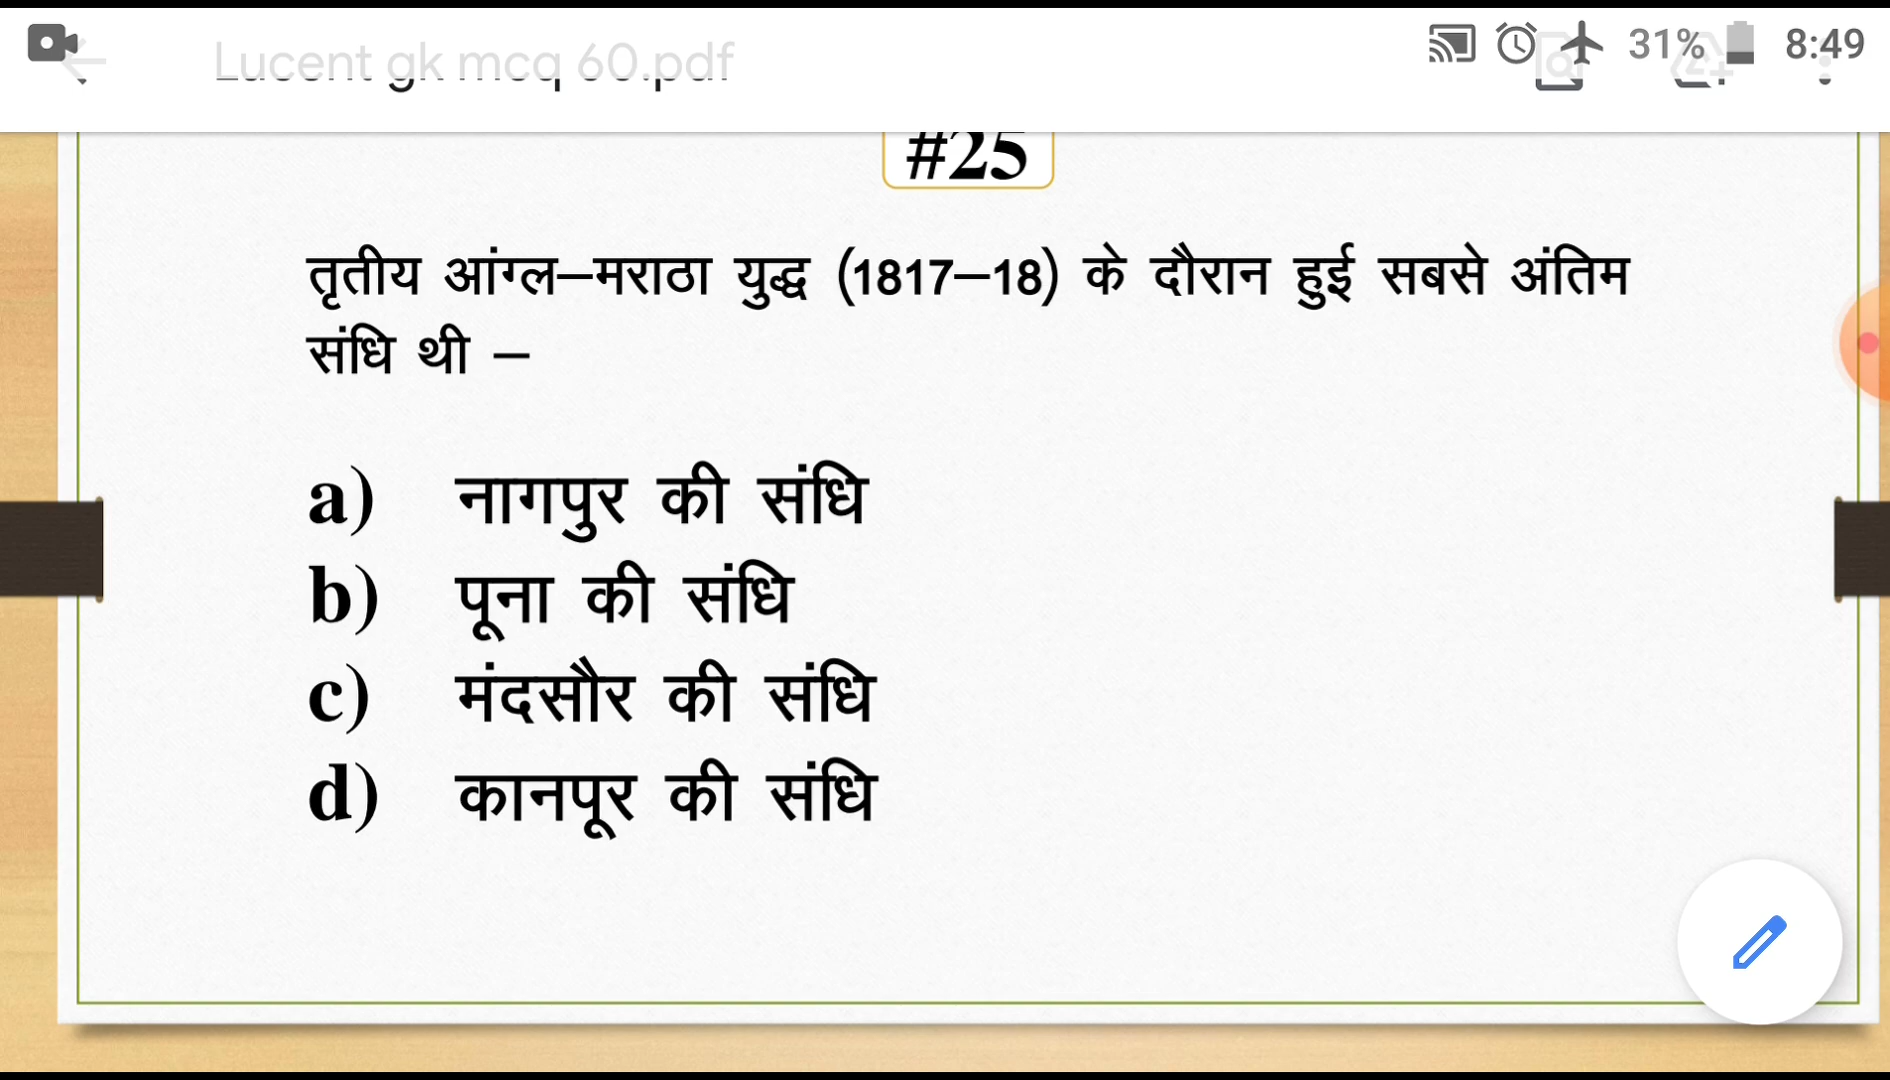 Lucent gk mcq 60.pdf
31% 8:49
#25
तृतीय आंग्ल–मराठा युद्ध (1817–18) के दौरान हुई सबसे अंतिम
संधि थी –
a) नागपुर की संधि
b) पूना की संधि
c) मंदसौर की संधि
d) कानपूर की संधि